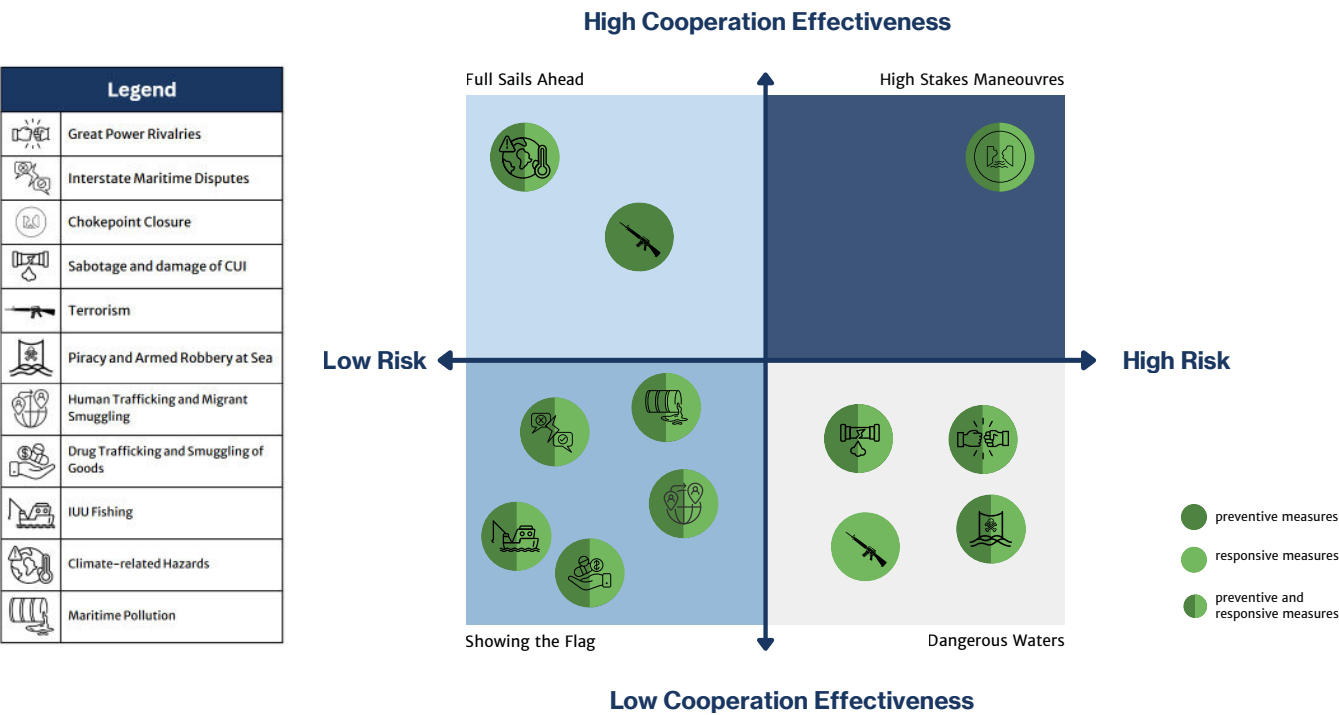 High Cooperation Effectiveness
Legend
Great Power Rivalries
Interstate Maritime Disputes
Chokepoint Closure
Sabotage and damage of CUI
Terrorism
Piracy and Armed Robbery at Sea
Human Trafficking and Migrant
Smuggling
Drug Trafficking and Smuggling of
Goods
IUU Fishing
Climate-related Hazards
Maritime Pollution
Full Sails Ahead
High Stakes Maneouvres
Low Risk
High Risk
Showing the Flag
Dangerous Waters
Low Cooperation Effectiveness
preventive measures
responsive measures
preventive and
responsive measures